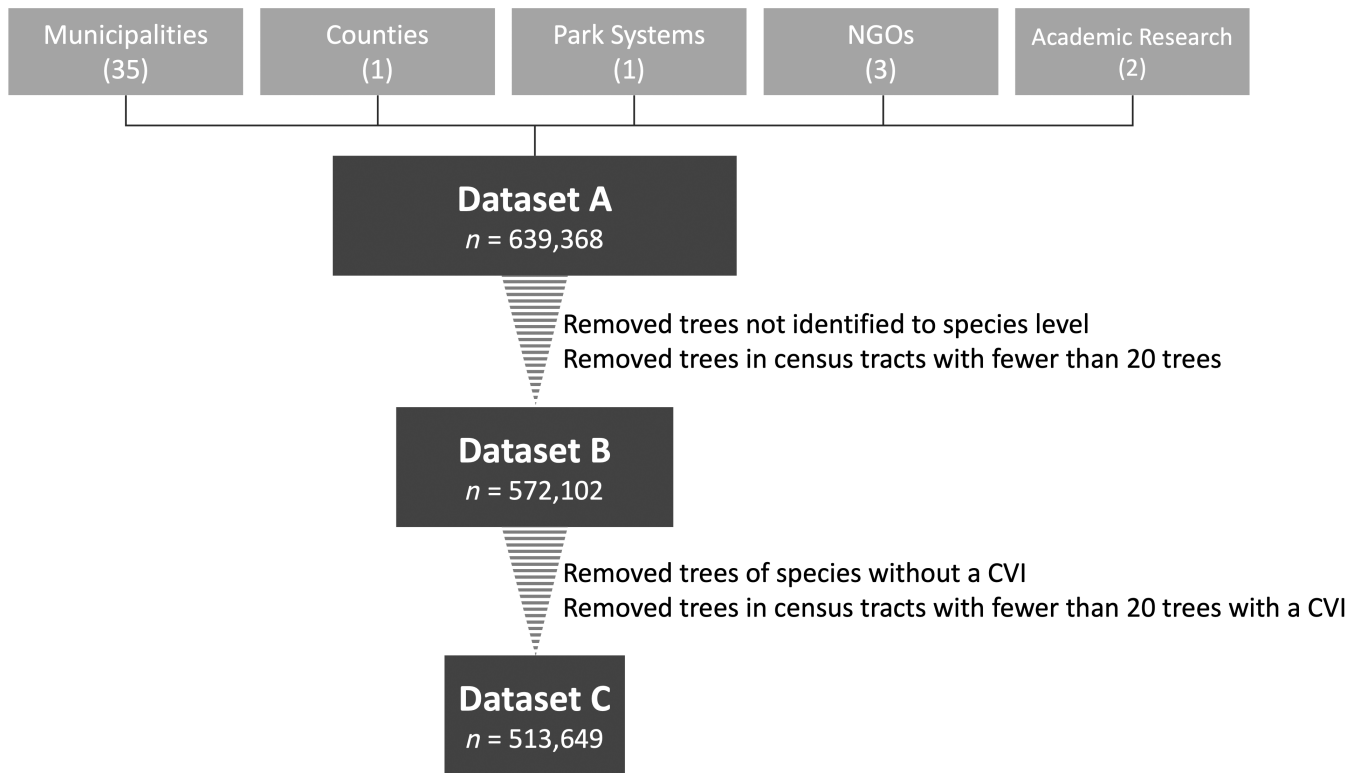 Municipalities
(35)
Counties
(1)
Park Systems
(1)
NGOs
(3)
Academic Research
(2)
Dataset A
n = 639,368
Removed trees not identified to species level
Removed trees in census tracts with fewer than 20 trees
Dataset B
n = 572,102
Removed trees of species without a CVI
Removed trees in census tracts with fewer than 20 trees with a CVI
Dataset C
n = 513,649